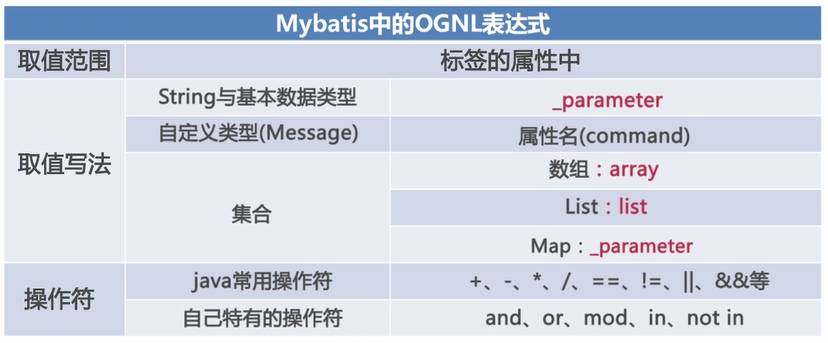 Mybatis中的OGNL表达式
取值范围 标签的属性中
取值写法 String与基本数据类型 _parameter
自定义类型(Message) 属性名(command)
集合 数组：array
List：list
Map：_parameter
操作符 java常用操作符 +、-、*、/、==、!=、||、&&等
自己特有的操作符 and、or、mod、in、not in